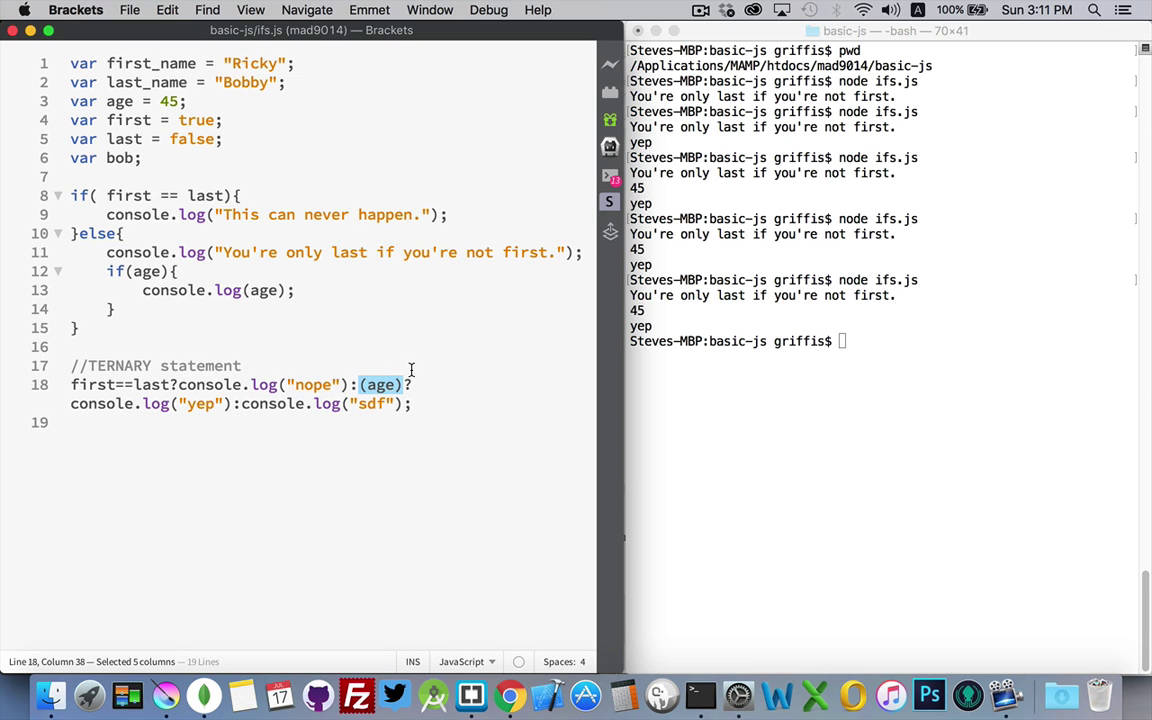 Brackets File Edit Find View Navigate Emmet Window Debug Help A 100% Sun 3:11 PM
basic-js/ifs.js (mad9014) — Brackets
1 var first_name = "Ricky";
2 var last_name = "Bobby";
3 var age = 45;
4 var first = true;
5 var last = false;
6 var bob;
7
8 if( first == last){
9 console.log("This can never happen.");
10 }else{
11 console.log("You're only last if you're not first.");
12 if(age){
13 console.log(age);
14 }
15 }
16
17 //TERNARY statement
18 first==last?console.log("nope"):(age)?
console.log("yep"):console.log("sdf");
19
Line 18, Column 38 — Selected 5 columns — 19 Lines
INS
JavaScript
Spaces: 4
13
S
basic-js — -bash — 70×41
[Steves-MBP:basic-js griffis$ pwd
/Applications/MAMP/htdocs/mad9014/basic-js
[Steves-MBP:basic-js griffis$ node ifs.js ]
You're only last if you're not first.
[Steves-MBP:basic-js griffis$ node ifs.js ]
You're only last if you're not first.
yep
[Steves-MBP:basic-js griffis$ node ifs.js ]
You're only last if you're not first.
45
yep
[Steves-MBP:basic-js griffis$ node ifs.js ]
You're only last if you're not first.
45
yep
[Steves-MBP:basic-js griffis$ node ifs.js ]
You're only last if you're not first.
45
yep
Steves-MBP:basic-js griffis$
JUL
17
FZ
W
X
O
Ps